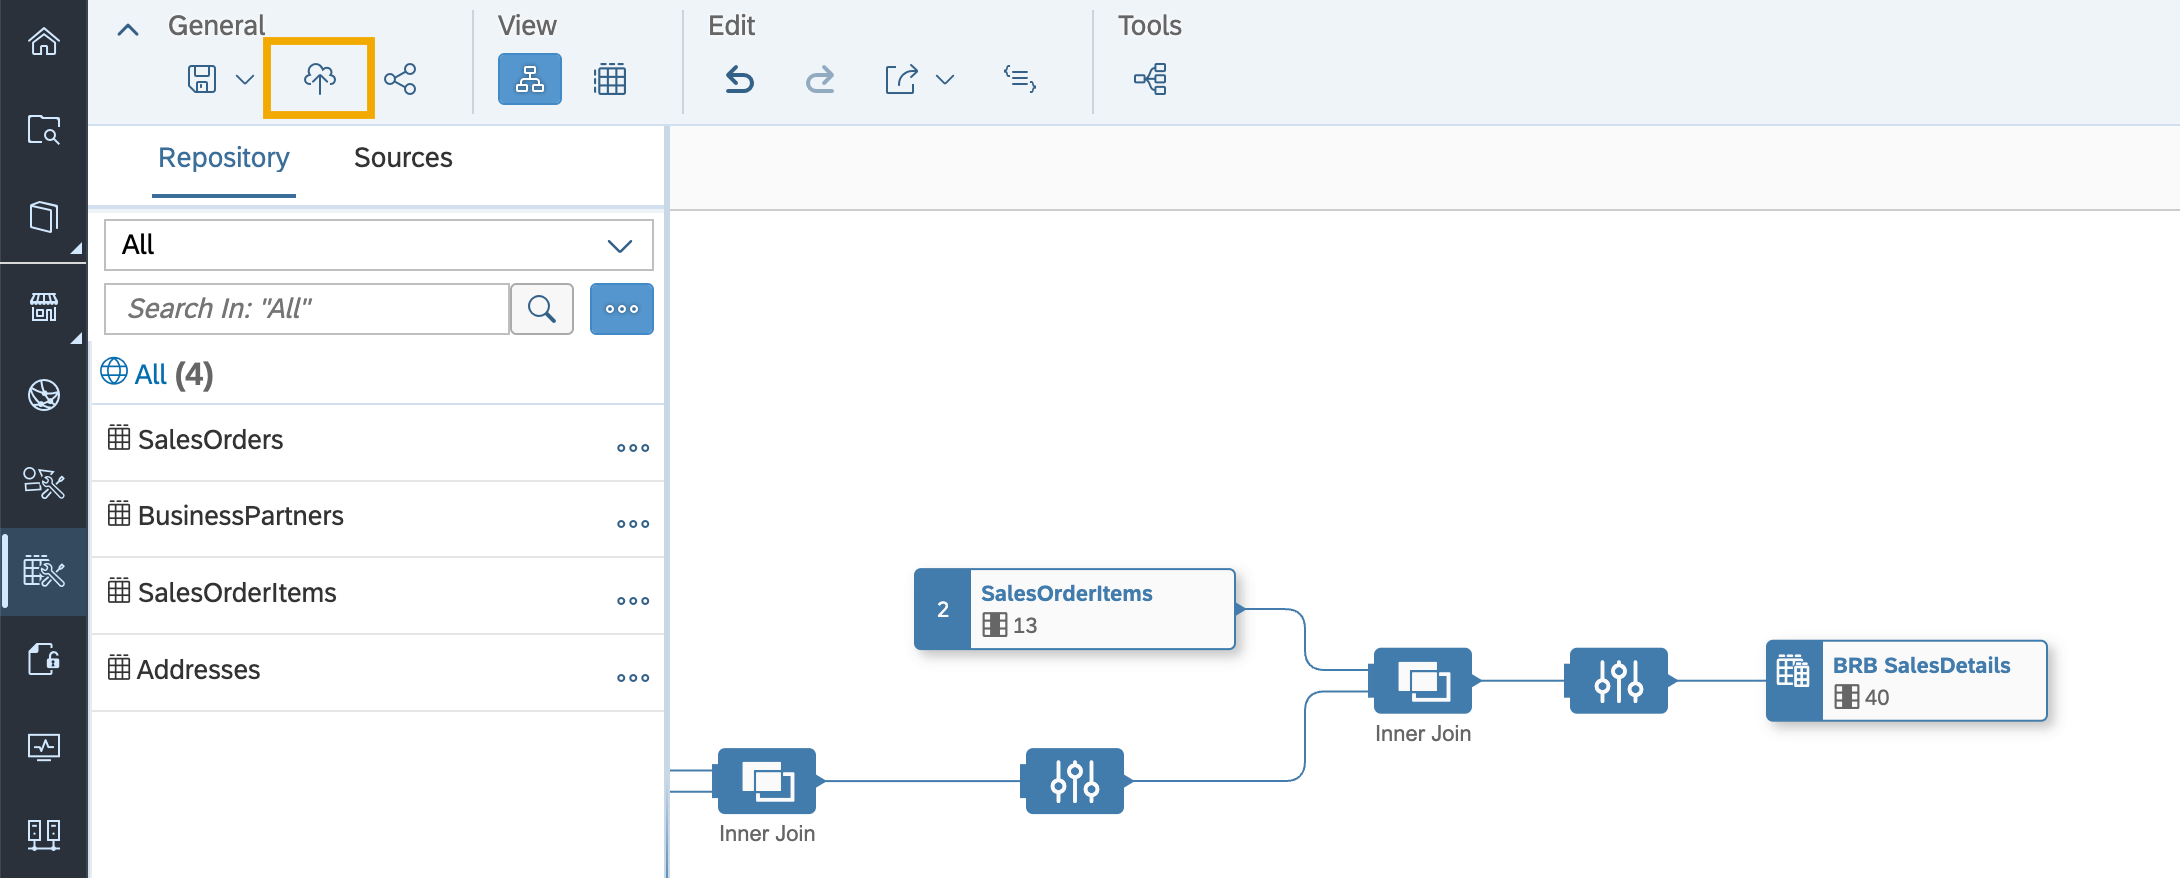 General
View
Edit
Tools
Repository
Sources
All
Search In: "All"
All (4)
SalesOrders
BusinessPartners
SalesOrderItems
Addresses
2
SalesOrderItems
13
Inner Join
BRB SalesDetails
40
Inner Join